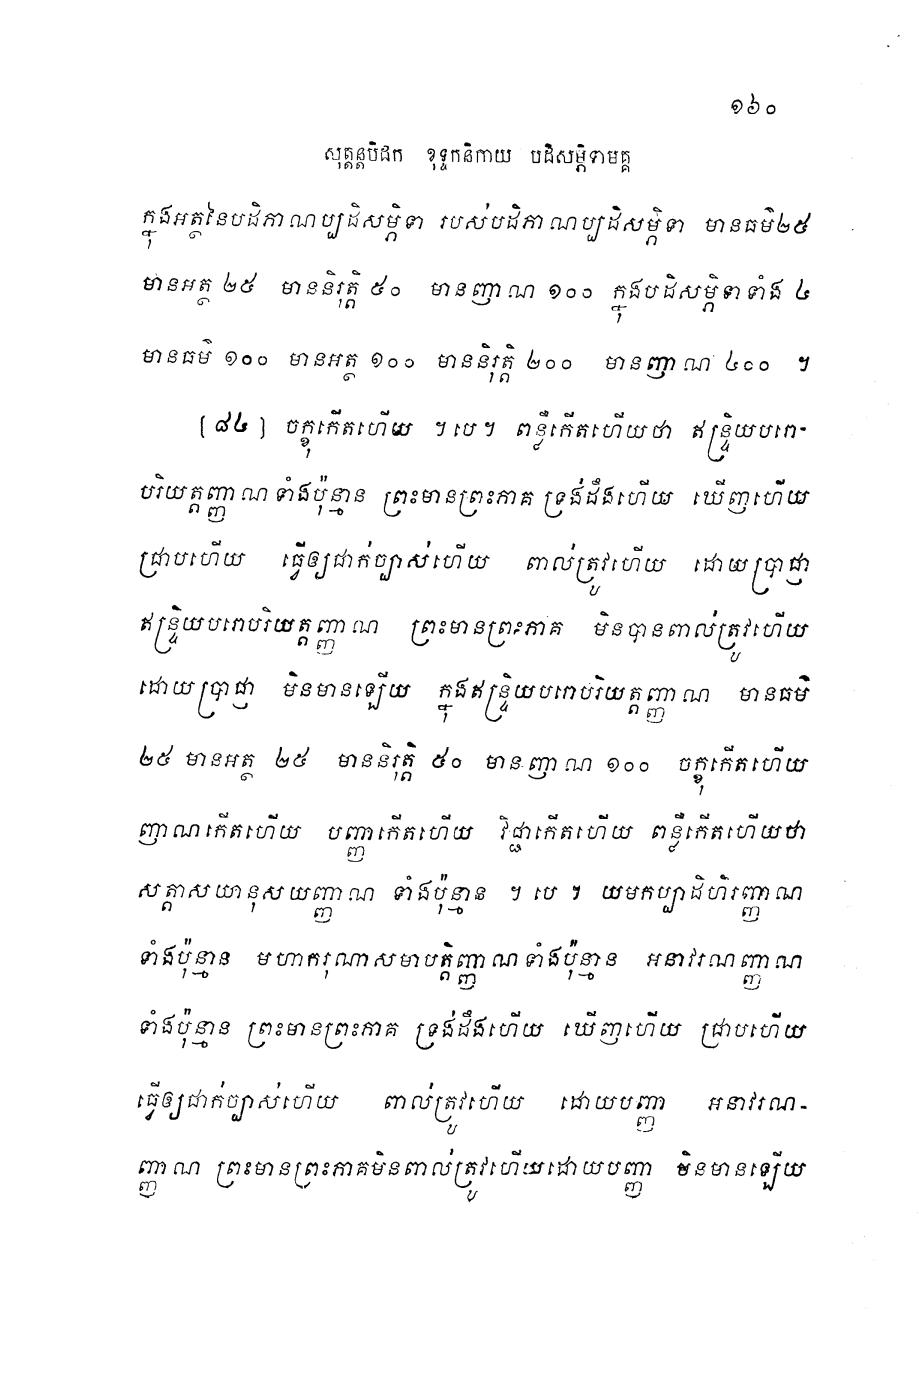 ១៦០
សុត្តន្តបិដក ខុទ្ទកនិកាយ បដិសម្ភិទាមគ្គ
ក្នុងអត្ថនៃបដិភាណប្បដិសម្ភិទា របស់បដិភាណប្បដិសម្ភិទា មានធម៌២៥
មានអត្ថ ២៥ មាននិរុត្តិ ៥០ មានញាណ ១០០ ក្នុងបដិសម្ភិទាទាំង ៤
មានធម៌ ១០០ មានអត្ថ ១០០ មាននិរុត្តិ ២០០ មានញាណ ៤០០ ។
[៨៤] ចក្ខុកើតហើយ ។បេ។ ពន្លឺកើតហើយថា ឥន្ទ្រិយបរោ-
បរិយត្តញ្ញាណទាំងប៉ុន្មាន ព្រះមានព្រះភាគ ទ្រង់ដឹងហើយ ឃើញហើយ
ជ្រាបហើយ ធ្វើឲ្យជាក់ច្បាស់ហើយ ពាល់ត្រូវហើយ ដោយប្រាជ្ញា
ឥន្ទ្រិយបរោបរិយត្តញ្ញាណ ព្រះមានព្រះភាគ មិនបានពាល់ត្រូវហើយ
ដោយប្រាជ្ញា មិនមានឡើយ ក្នុងឥន្ទ្រិយបរោបរិយត្តញ្ញាណ មានធម៌
២៥ មានអត្ថ ២៥ មាននិរុត្តិ ៥០ មានញាណ ១០០ ចក្ខុកើតហើយ
ញាណកើតហើយ បញ្ញាកើតហើយ វិជ្ជាកើតហើយ ពន្លឺកើតហើយថា
សត្តាសយានុសយញ្ញាណ ទាំងប៉ុន្មាន ។ បេ ។ យមកប្បាដិហិរញ្ញាណ
ទាំងប៉ុន្មាន មហាករុណាសមាបត្តិញ្ញាណទាំងប៉ុន្មាន អនាវរណញ្ញាណ
ទាំងប៉ុន្មាន ព្រះមានព្រះភាគ ទ្រង់ដឹងហើយ ឃើញហើយ ជ្រាបហើយ
ធ្វើឲ្យជាក់ច្បាស់ហើយ ពាល់ត្រូវហើយ ដោយបញ្ញា អនាវរណ-
ញ្ញាណ ព្រះមានព្រះភាគមិនពាល់ត្រូវហើយដោយបញ្ញា មិនមានឡើយ